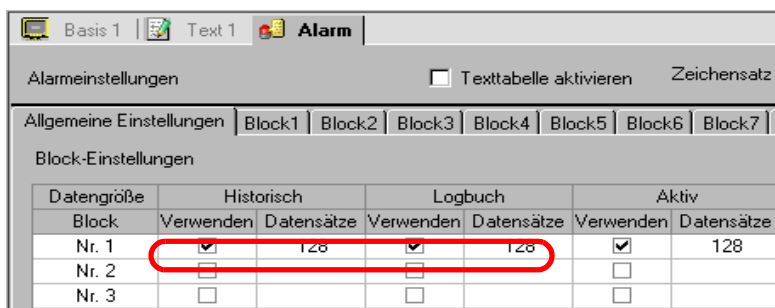 Basis 1 Text 1 Alarm
Alarmeinstellungen Texttabelle aktivieren Zeichensatz
Allgemeine Einstellungen Block1 Block2 Block3 Block4 Block5 Block6 Block7
Block-Einstellungen
Datengröße Historisch Logbuch Aktiv
Block Verwenden Datensätze Verwenden Datensätze Verwenden Datensätze
Nr. 1 128 128 128
Nr. 2
Nr. 3